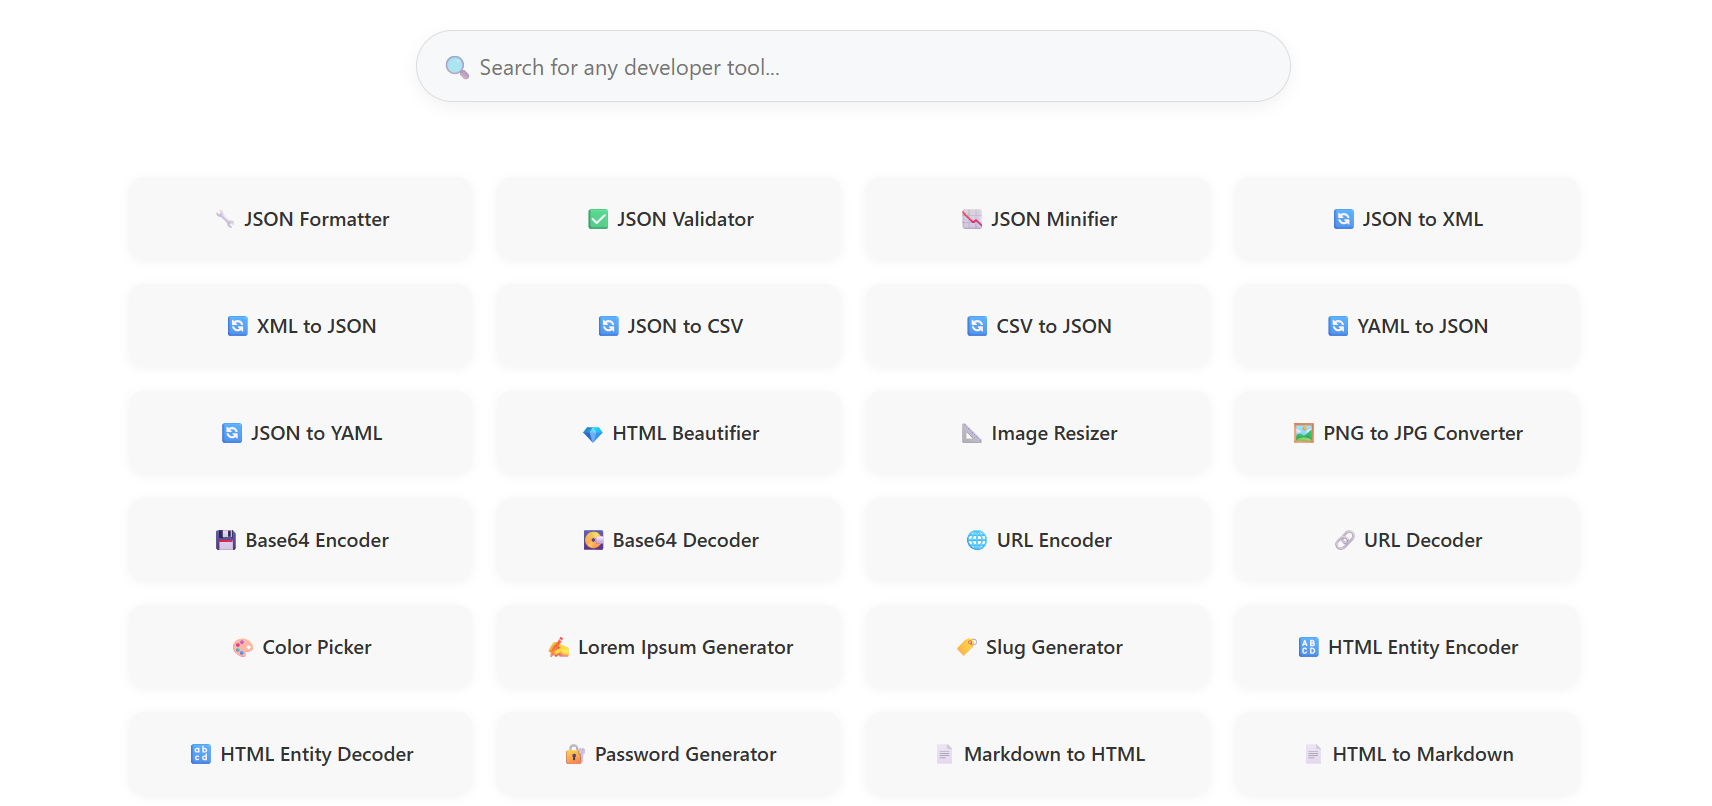 Search for any developer tool...
JSON Formatter
JSON Validator
JSON Minifier
JSON to XML
XML to JSON
JSON to CSV
CSV to JSON
YAML to JSON
JSON to YAML
HTML Beautifier
Image Resizer
PNG to JPG Converter
Base64 Encoder
Base64 Decoder
URL Encoder
URL Decoder
Color Picker
Lorem Ipsum Generator
Slug Generator
HTML Entity Encoder
HTML Entity Decoder
Password Generator
Markdown to HTML
HTML to Markdown